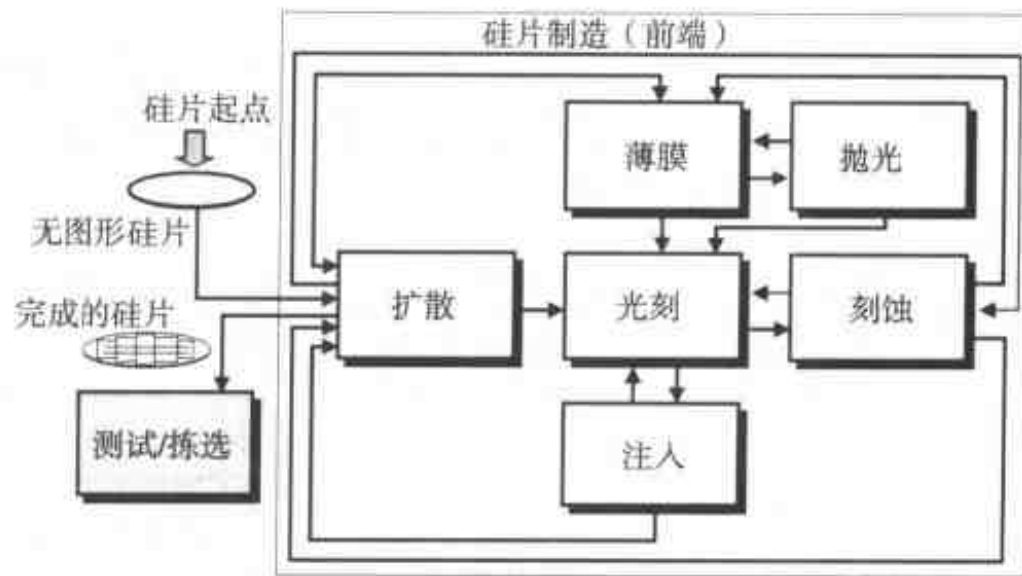 硅片制造（前端）
硅片起点
薄膜
抛光
无图形硅片
扩散
光刻
刻蚀
完成的硅片
测试/拣选
注入